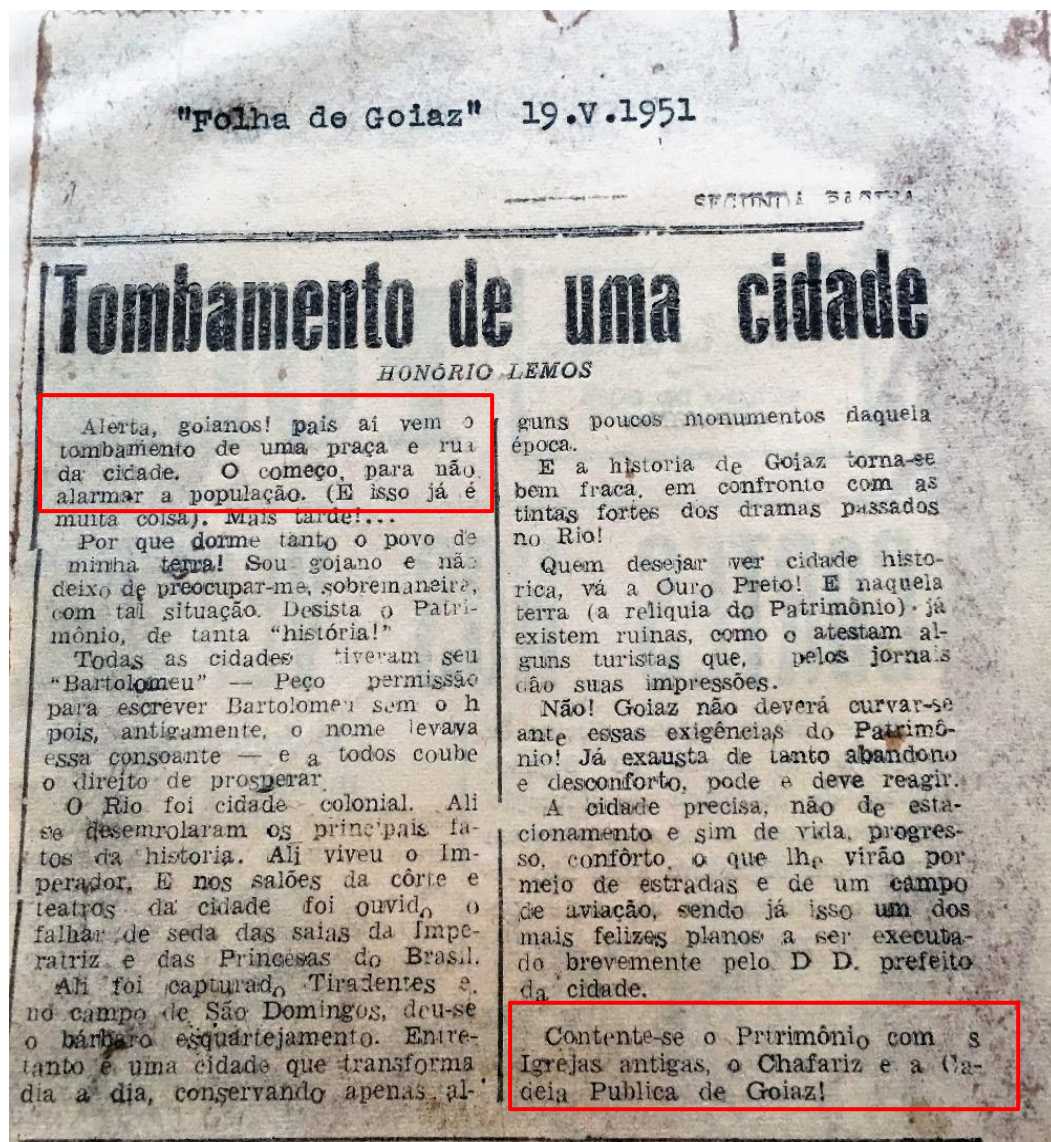 "Folha de Goiaz" 19.V.1951
SEGUNDA PAGINA
Tombamento de uma cidade
HONÓRIO LEMOS
Alerta, goianos! pais aí vem o
tombamento de uma praça e rua
da cidade. O começo, para não
alarmar a população. (E isso já é
muita coisa). Mais tarde!...
Por que dorme tanto o povo de
minha terra! Sou goiano e não
deixo de preocupar-me, sobremaneira,
com tal situação. Desista o Patri-
mônio, de tanta "história!"
Todas as cidades tiveram seu
"Bartolomeu" — Peço permissão
para escrever Bartolomeu sem o h
pois, antigamente, o nome levava
essa consoante — e a todos coube
o direito de prosperar.
O Rio foi cidade colonial. Ali
se desemrolaram os principais fa-
tos da historia. Ali viveu o Im-
perador. E nos salões da côrte e
teatros da cidade foi ouvido o
falhar de seda das saias da Impe-
ratriz e das Princesas do Brasil.
Ali foi capturado Tiradentes e,
no campo de São Domingos, deu-se
o bárbaro esquartejamento. Entre-
tanto é uma cidade que transforma
dia a dia, conservando apenas al-
guns poucos monumentos daquela
época.
E a historia de Goiaz torna-se
bem fraca, em confronto com as
tintas fortes dos dramas passados
no Rio!
Quem desejar ver cidade histo-
rica, vá a Ouro Preto! E naquela
terra (a reliquia do Patrimônio) já
existem ruinas, como o atestam al-
guns turistas que, pelos jornais
dão suas impressões.
Não! Goiaz não deverá curvar-se
ante essas exigências do Patrimô-
nio! Já exausta de tanto abandono
e desconforto, pode e deve reagir.
A cidade precisa, não de esta-
cionamento e sim de vida, progres-
so, confôrto, o que lhe virão por
meio de estradas e de um campo
de aviação, sendo já isso um dos
mais felizes planos a ser executa-
do brevemente pelo D D. prefeito
da cidade.
Contente-se o Prtrimônio com s
Igrejas antigas, o Chafariz e a Ca-
deia Publica de Goiaz!